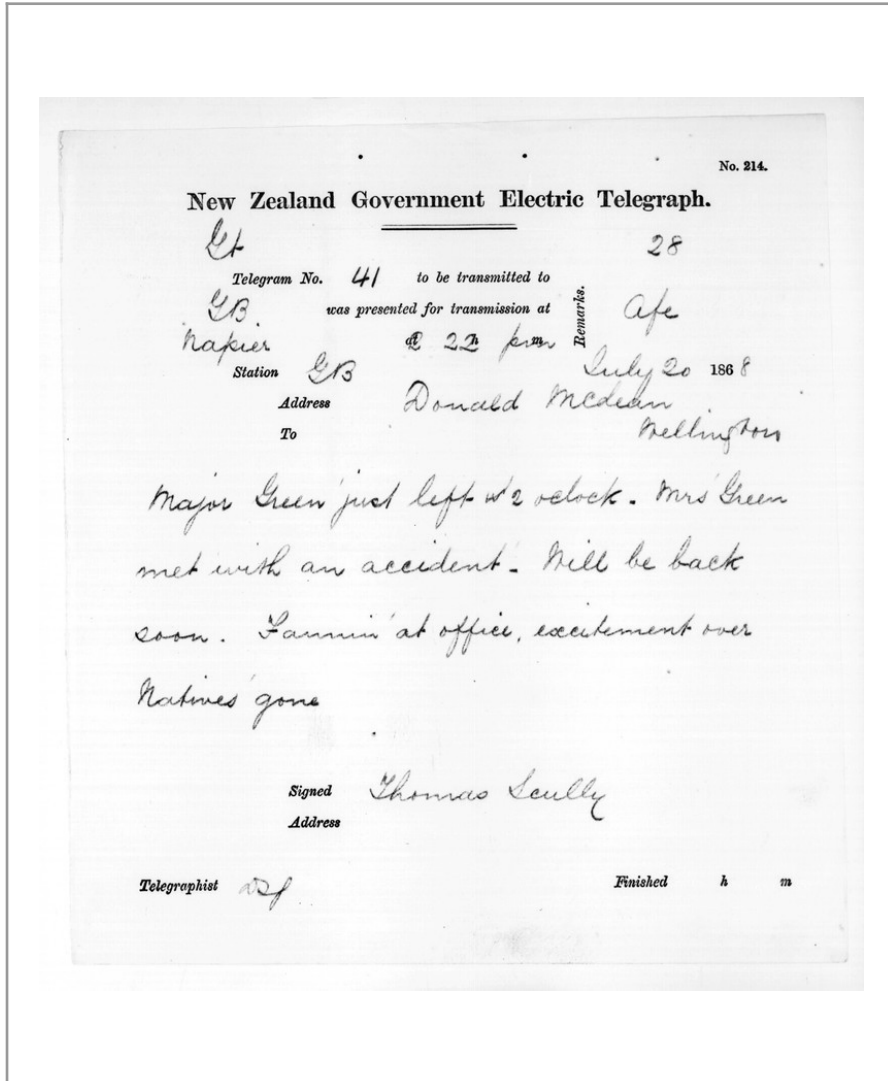 No. 214.
New Zealand Government Electric Telegraph.
Gt 28
Telegram No. 41 to be transmitted to
GB was presented for transmission at Remarks. Afe
Napier 2 h 22 pm
Station GB July 20 1868
Address Donald McLean
To Wellington
Major Green just left 2 oclock. Mrs Green
met with an accident. Will be back
soon. Fannin at office, excitement over
Natives gone
Signed Thomas Scully
Address
Telegraphist
Finished h m